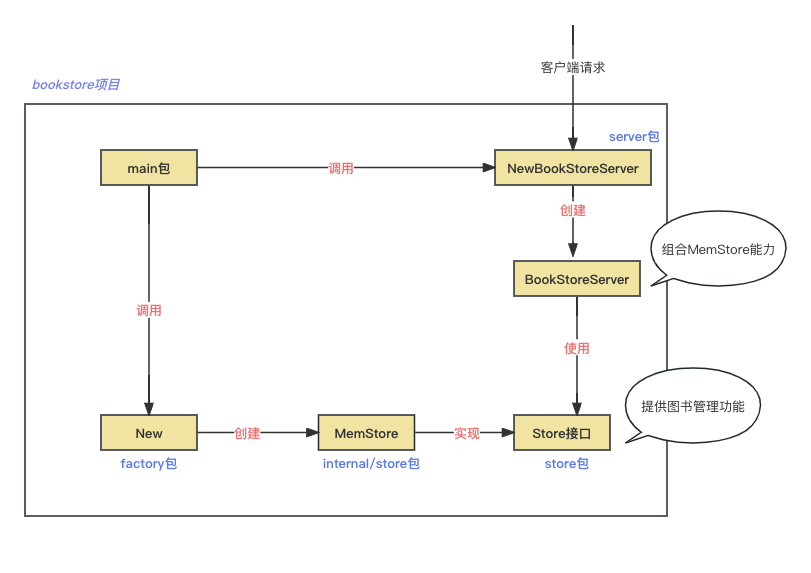 客户端请求
bookstore项目
server包
main包
调用
NewBookStoreServer
创建
组合MemStore能力
BookStoreServer
调用
使用
提供图书管理功能
New
创建
MemStore
实现
Store接口
factory包
internal/store包
store包